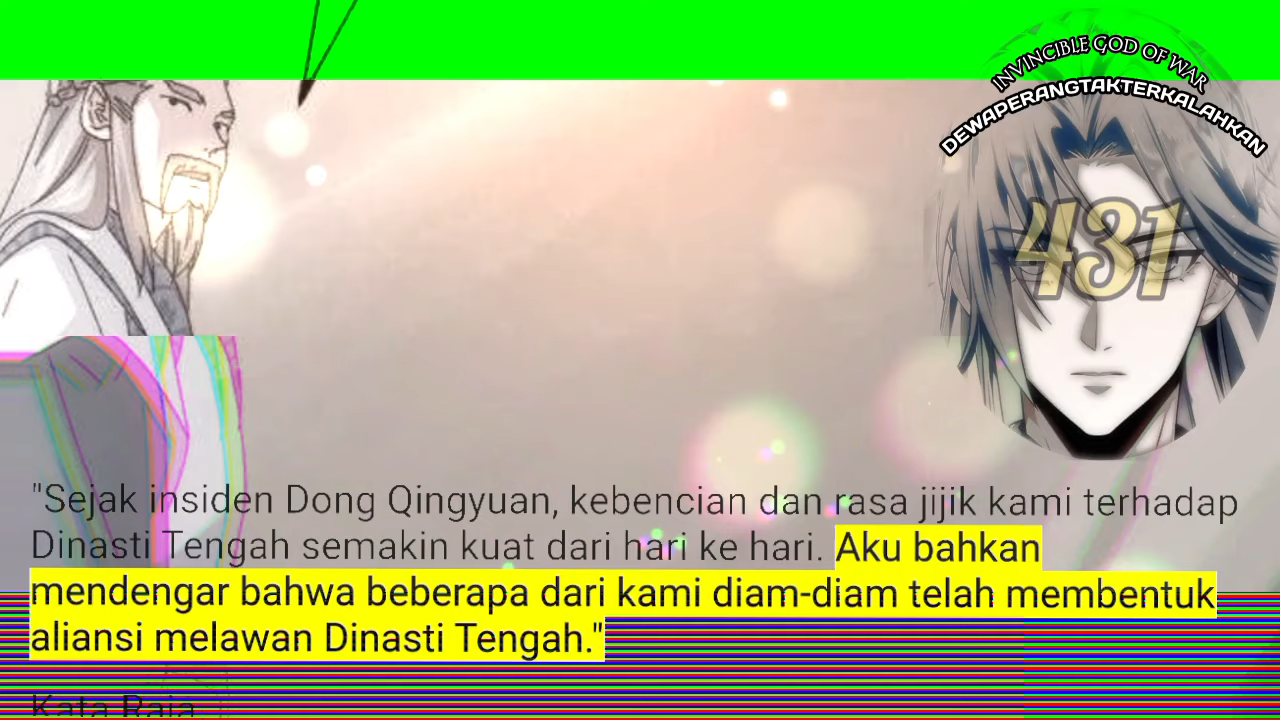 INVINCIBLE GOD OF WAR
DEWAPERANGTAKTERKALAHKAN
431
"Sejak insiden Dong Qingyuan, kebencian dan rasa jijik kami terhadap
Dinasti Tengah semakin kuat dari hari ke hari. Aku bahkan
mendengar bahwa beberapa dari kami diam-diam telah membentuk
aliansi melawan Dinasti Tengah."
Kata Raja